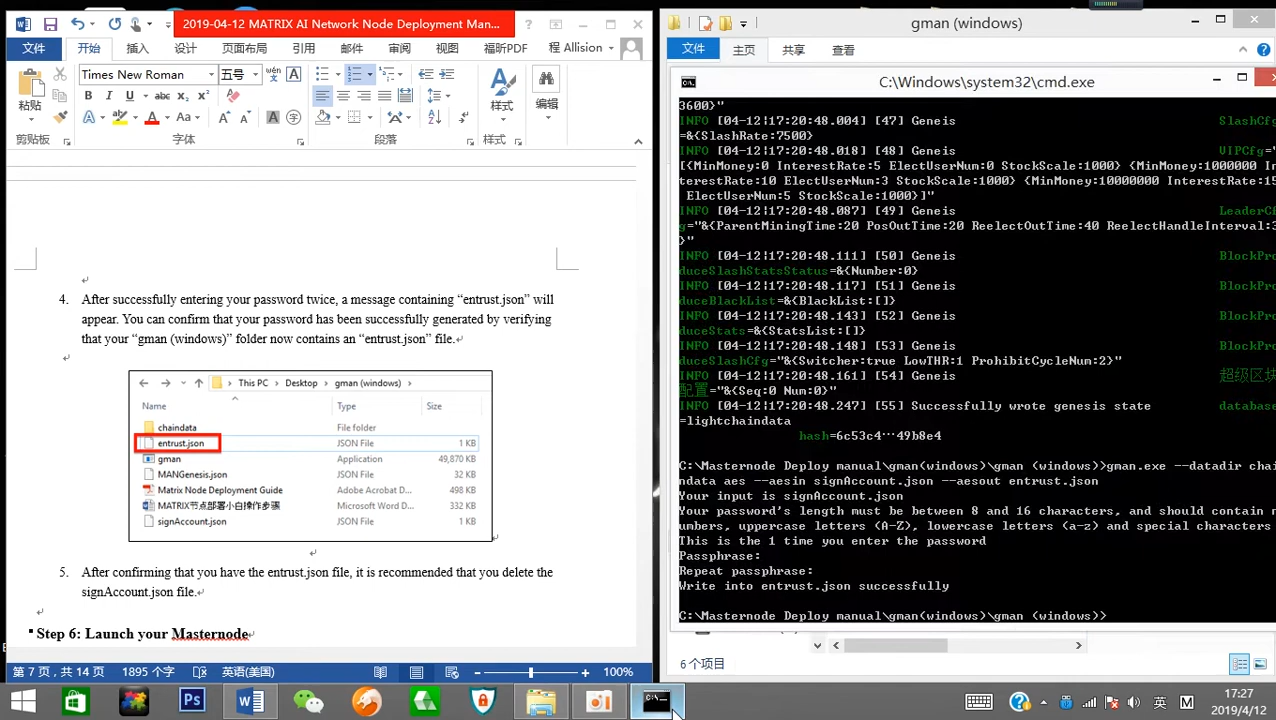 2019-04-12 MATRIX AI Network Node Deployment Man...
文件
开始
插入
设计
页面布局
引用
邮件
审阅
视图
福昕PDF
程 Allision
粘贴
Times New Roman
五号
wén
A
B I U abc x₂ x²
A ab A Aa A A A 字
样式
编辑
剪贴板
字体
段落
样式
4. After successfully entering your password twice, a message containing “entrust.json” will
appear. You can confirm that your password has been successfully generated by verifying
that your “gman (windows)” folder now contains an “entrust.json” file.
This PC
Desktop
gman (windows)
Name Type Size
chaindata File folder
entrust.json JSON File 1 KB
gman Application 49,870 KB
MANGenesis.json JSON File 32 KB
Matrix Node Deployment Guide Adobe Acrobat D... 498 KB
MATRIX节点部署小白操作步骤 Microsoft Word D... 332 KB
signAccount.json JSON File 1 KB
5. After confirming that you have the entrust.json file, it is recommended that you delete the
signAccount.json file.
Step 6: Launch your Masternode
第 7 页，共 14 页
1895 个字
英语(美国)
100%
gman (windows)
文件
主页
共享
查看
C:\Windows\system32\cmd.exe
3600}"
INFO [04-12|17:20:48.004] [47] Geneis SlashCfg
=&{SlashRate:7500}
INFO [04-12|17:20:48.018] [48] Geneis VIPCfg="
[{MinMoney:0 InterestRate:5 ElectUserNum:0 StockScale:1000} {MinMoney:1000000 In
terestRate:10 ElectUserNum:3 StockScale:1000} {MinMoney:10000000 InterestRate:15
ElectUserNum:5 StockScale:1000}]"
INFO [04-12|17:20:48.087] [49] Geneis LeaderCf
g="&{ParentMiningTime:20 PosOutTime:20 ReelectOutTime:40 ReelectHandleInterval:3
}"
INFO [04-12|17:20:48.111] [50] Geneis BlockPro
duceSlashStatsStatus=&{Number:0}
INFO [04-12|17:20:48.117] [51] Geneis BlockPro
duceBlackList=&{BlackList:[]}
INFO [04-12|17:20:48.143] [52] Geneis BlockPro
duceStats=&{StatsList:[]}
INFO [04-12|17:20:48.148] [53] Geneis BlockPro
duceSlashCfg="&{Switcher:true LowTHR:1 ProhibitCycleNum:2}"
INFO [04-12|17:20:48.161] [54] Geneis 超级区块
配置="&{Seq:0 Num:0}"
INFO [04-12|17:20:48.247] [55] Successfully wrote genesis state database
=lightchaindata
hash=6c53c4…49b8e4
C:\Masternode Deploy manual\gman(windows)\gman (windows)>gman.exe --datadir chai
ndata aes --aesin signAccount.json --aesout entrust.json
Your input is signAccount.json
Your password's length must be between 8 and 16 characters, and should contain n
umbers, uppercase letters (A-Z), lowercase letters (a-z) and special characters
This is the 1 time you enter the password
Passphrase:
Repeat passphrase:
Write into entrust.json successfully
C:\Masternode Deploy manual\gman(windows)\gman (windows)>
6 个项目
英
M
17:27
2019/4/12